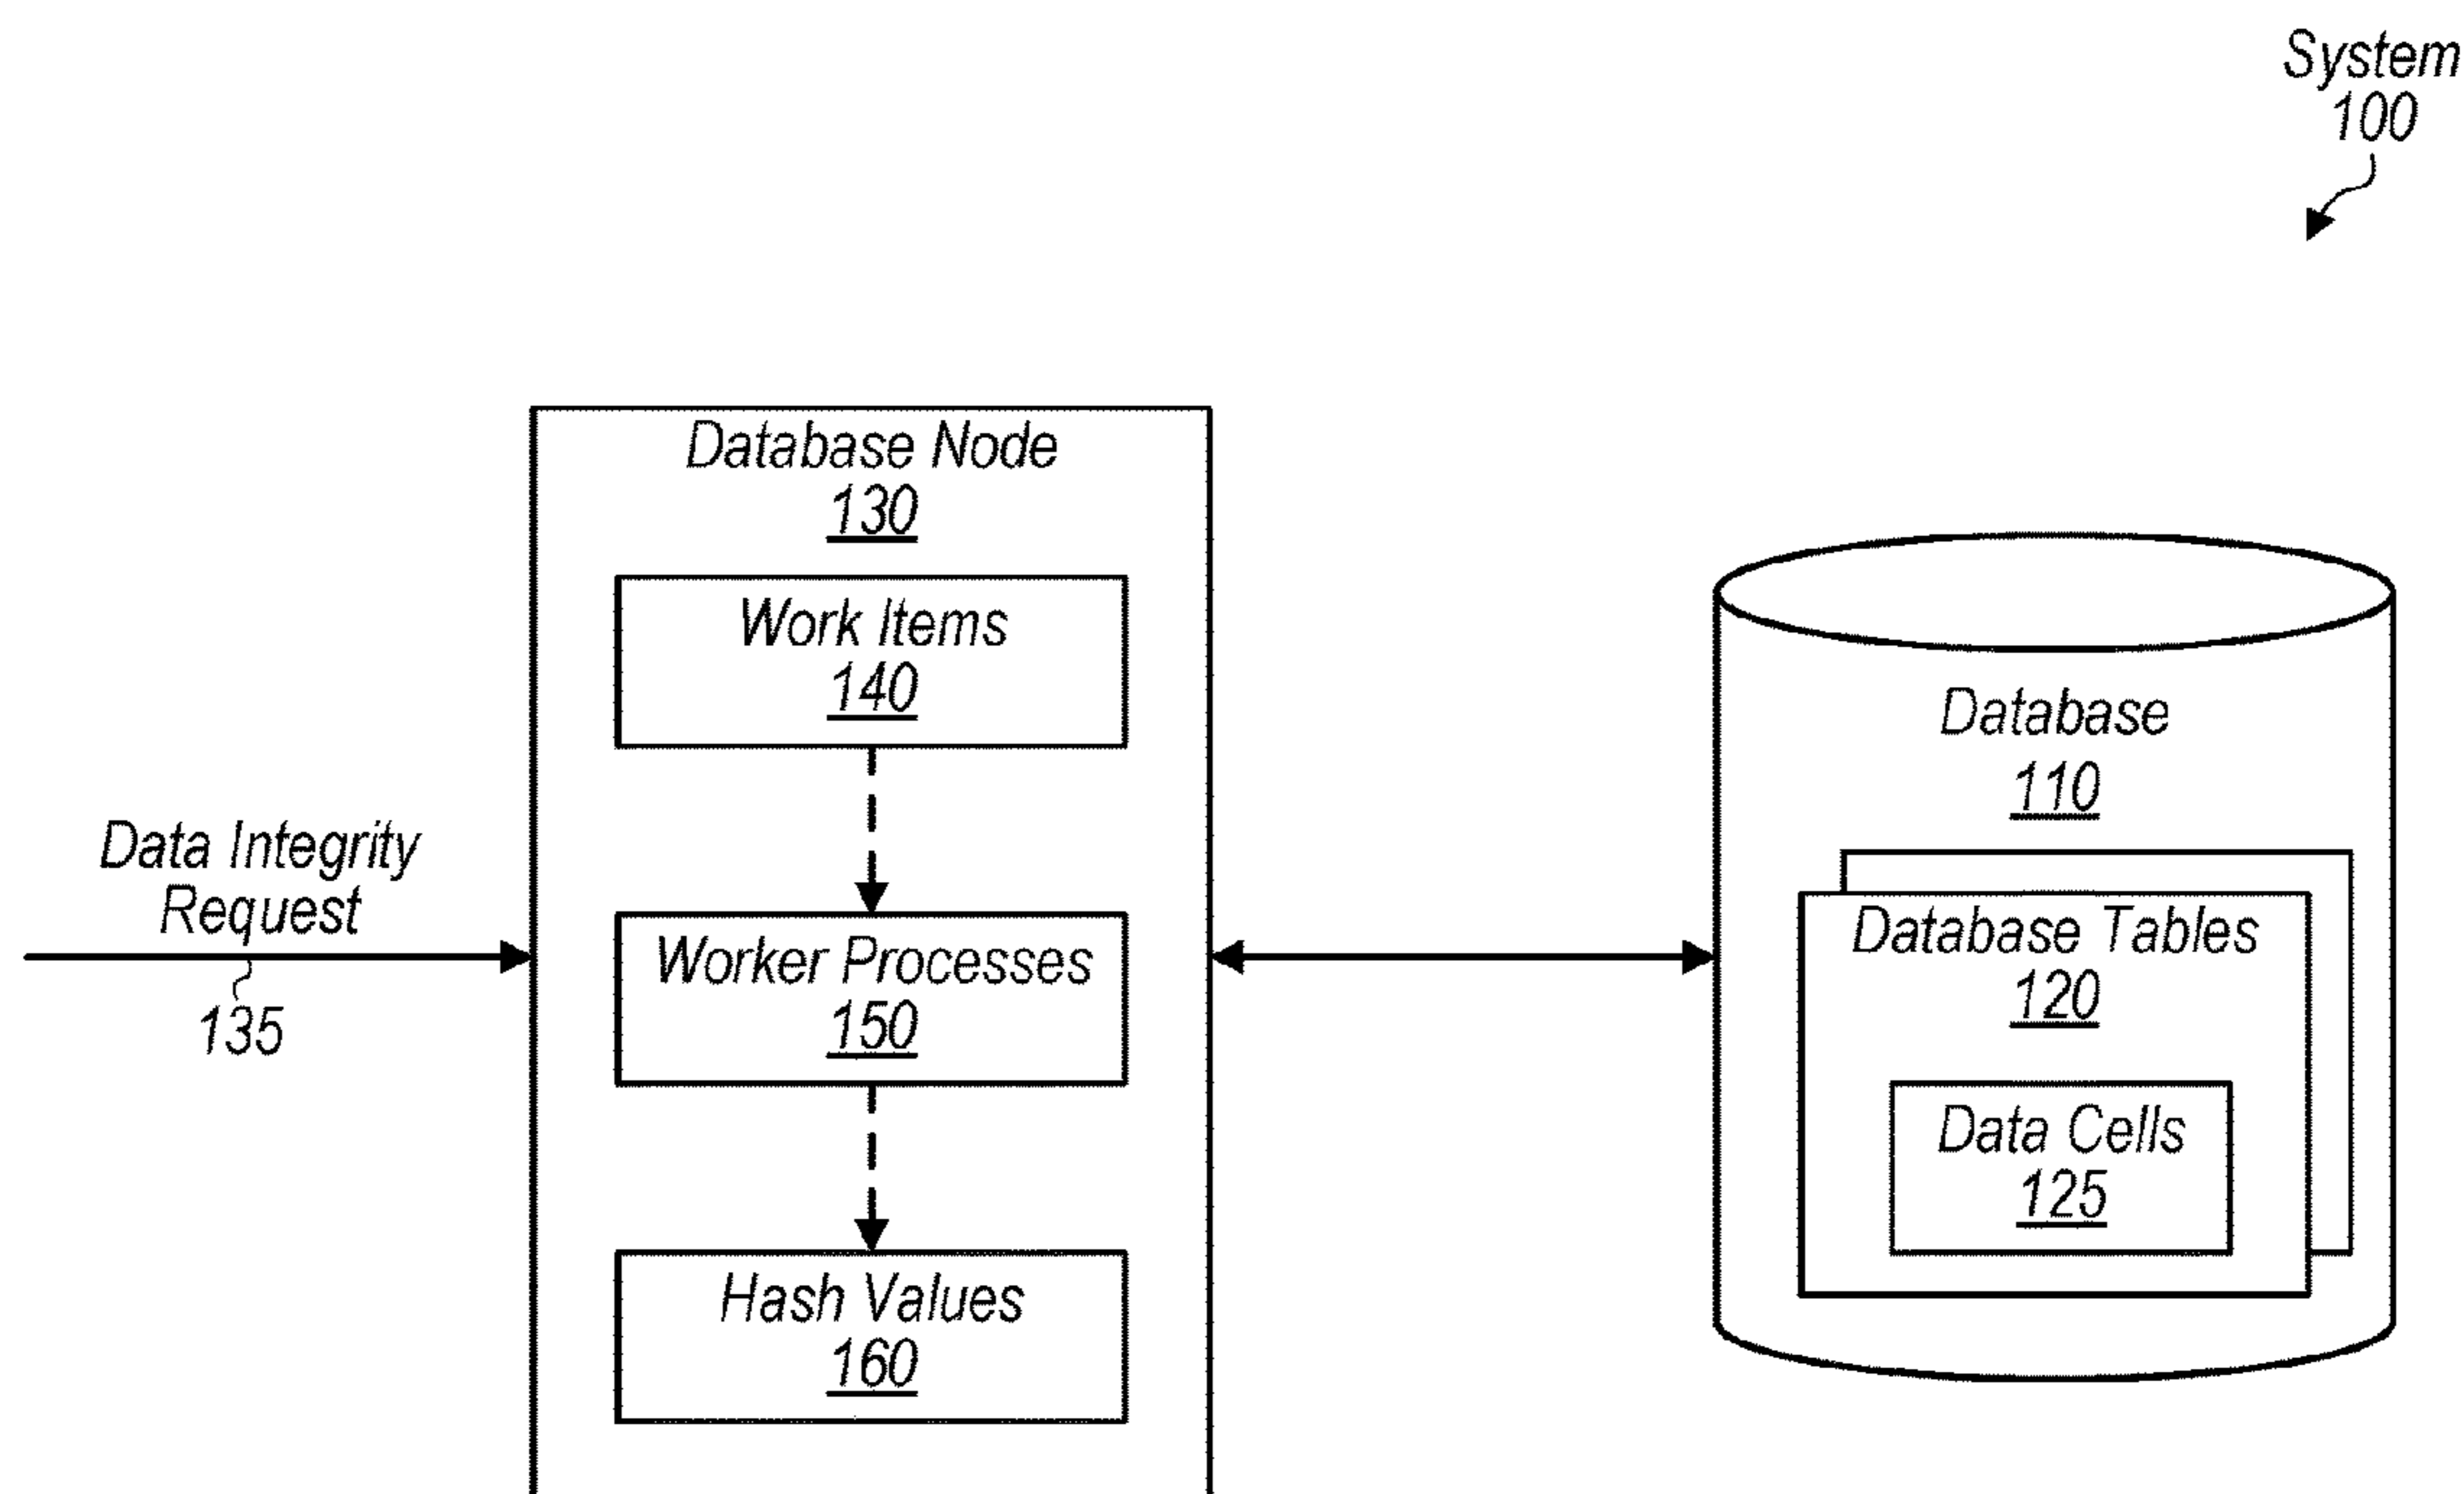 System
100
Database Node
130
Work Items
140
Database
110
Data Integrity
Request
135
Worker Processes
150
Database Tables
120
Data Cells
125
Hash Values
160